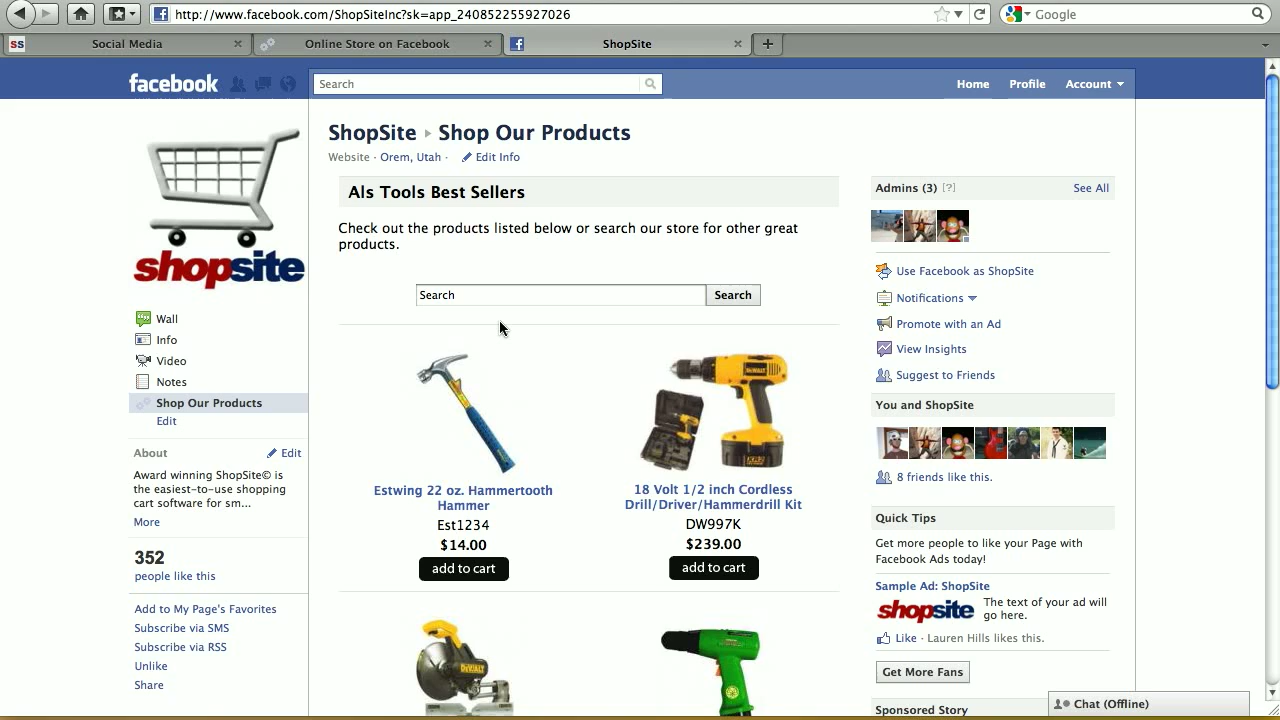 http://www.facebook.com/ShopSiteInc?sk=app_240852255927026
Google
SS
Social Media
Online Store on Facebook
ShopSite
facebook
Search
Home
Profile
Account
shopsite
Wall
Info
Video
Notes
Shop Our Products
Edit
About
Edit
Award winning ShopSite© is
the easiest-to-use shopping
cart software for sm...
More
352
people like this
Add to My Page's Favorites
Subscribe via SMS
Subscribe via RSS
Unlike
Share
ShopSite ▸ Shop Our Products
Website · Orem, Utah · Edit Info
Als Tools Best Sellers
Check out the products listed below or search our store for other great
products.
Search
Search
Estwing 22 oz. Hammertooth
Hammer
Est1234
$14.00
add to cart
DEWALT
18 Volt 1/2 inch Cordless
Drill/Driver/Hammerdrill Kit
DW997K
$239.00
add to cart
DEWALT
Admins (3) [?]
See All
Use Facebook as ShopSite
Notifications
Promote with an Ad
View Insights
Suggest to Friends
You and ShopSite
8 friends like this.
Quick Tips
Get more people to like your Page with
Facebook Ads today!
Sample Ad: ShopSite
shopsite
The text of your ad will
go here.
Like · Lauren Hills likes this.
Get More Fans
Sponsored Story
Chat (Offline)